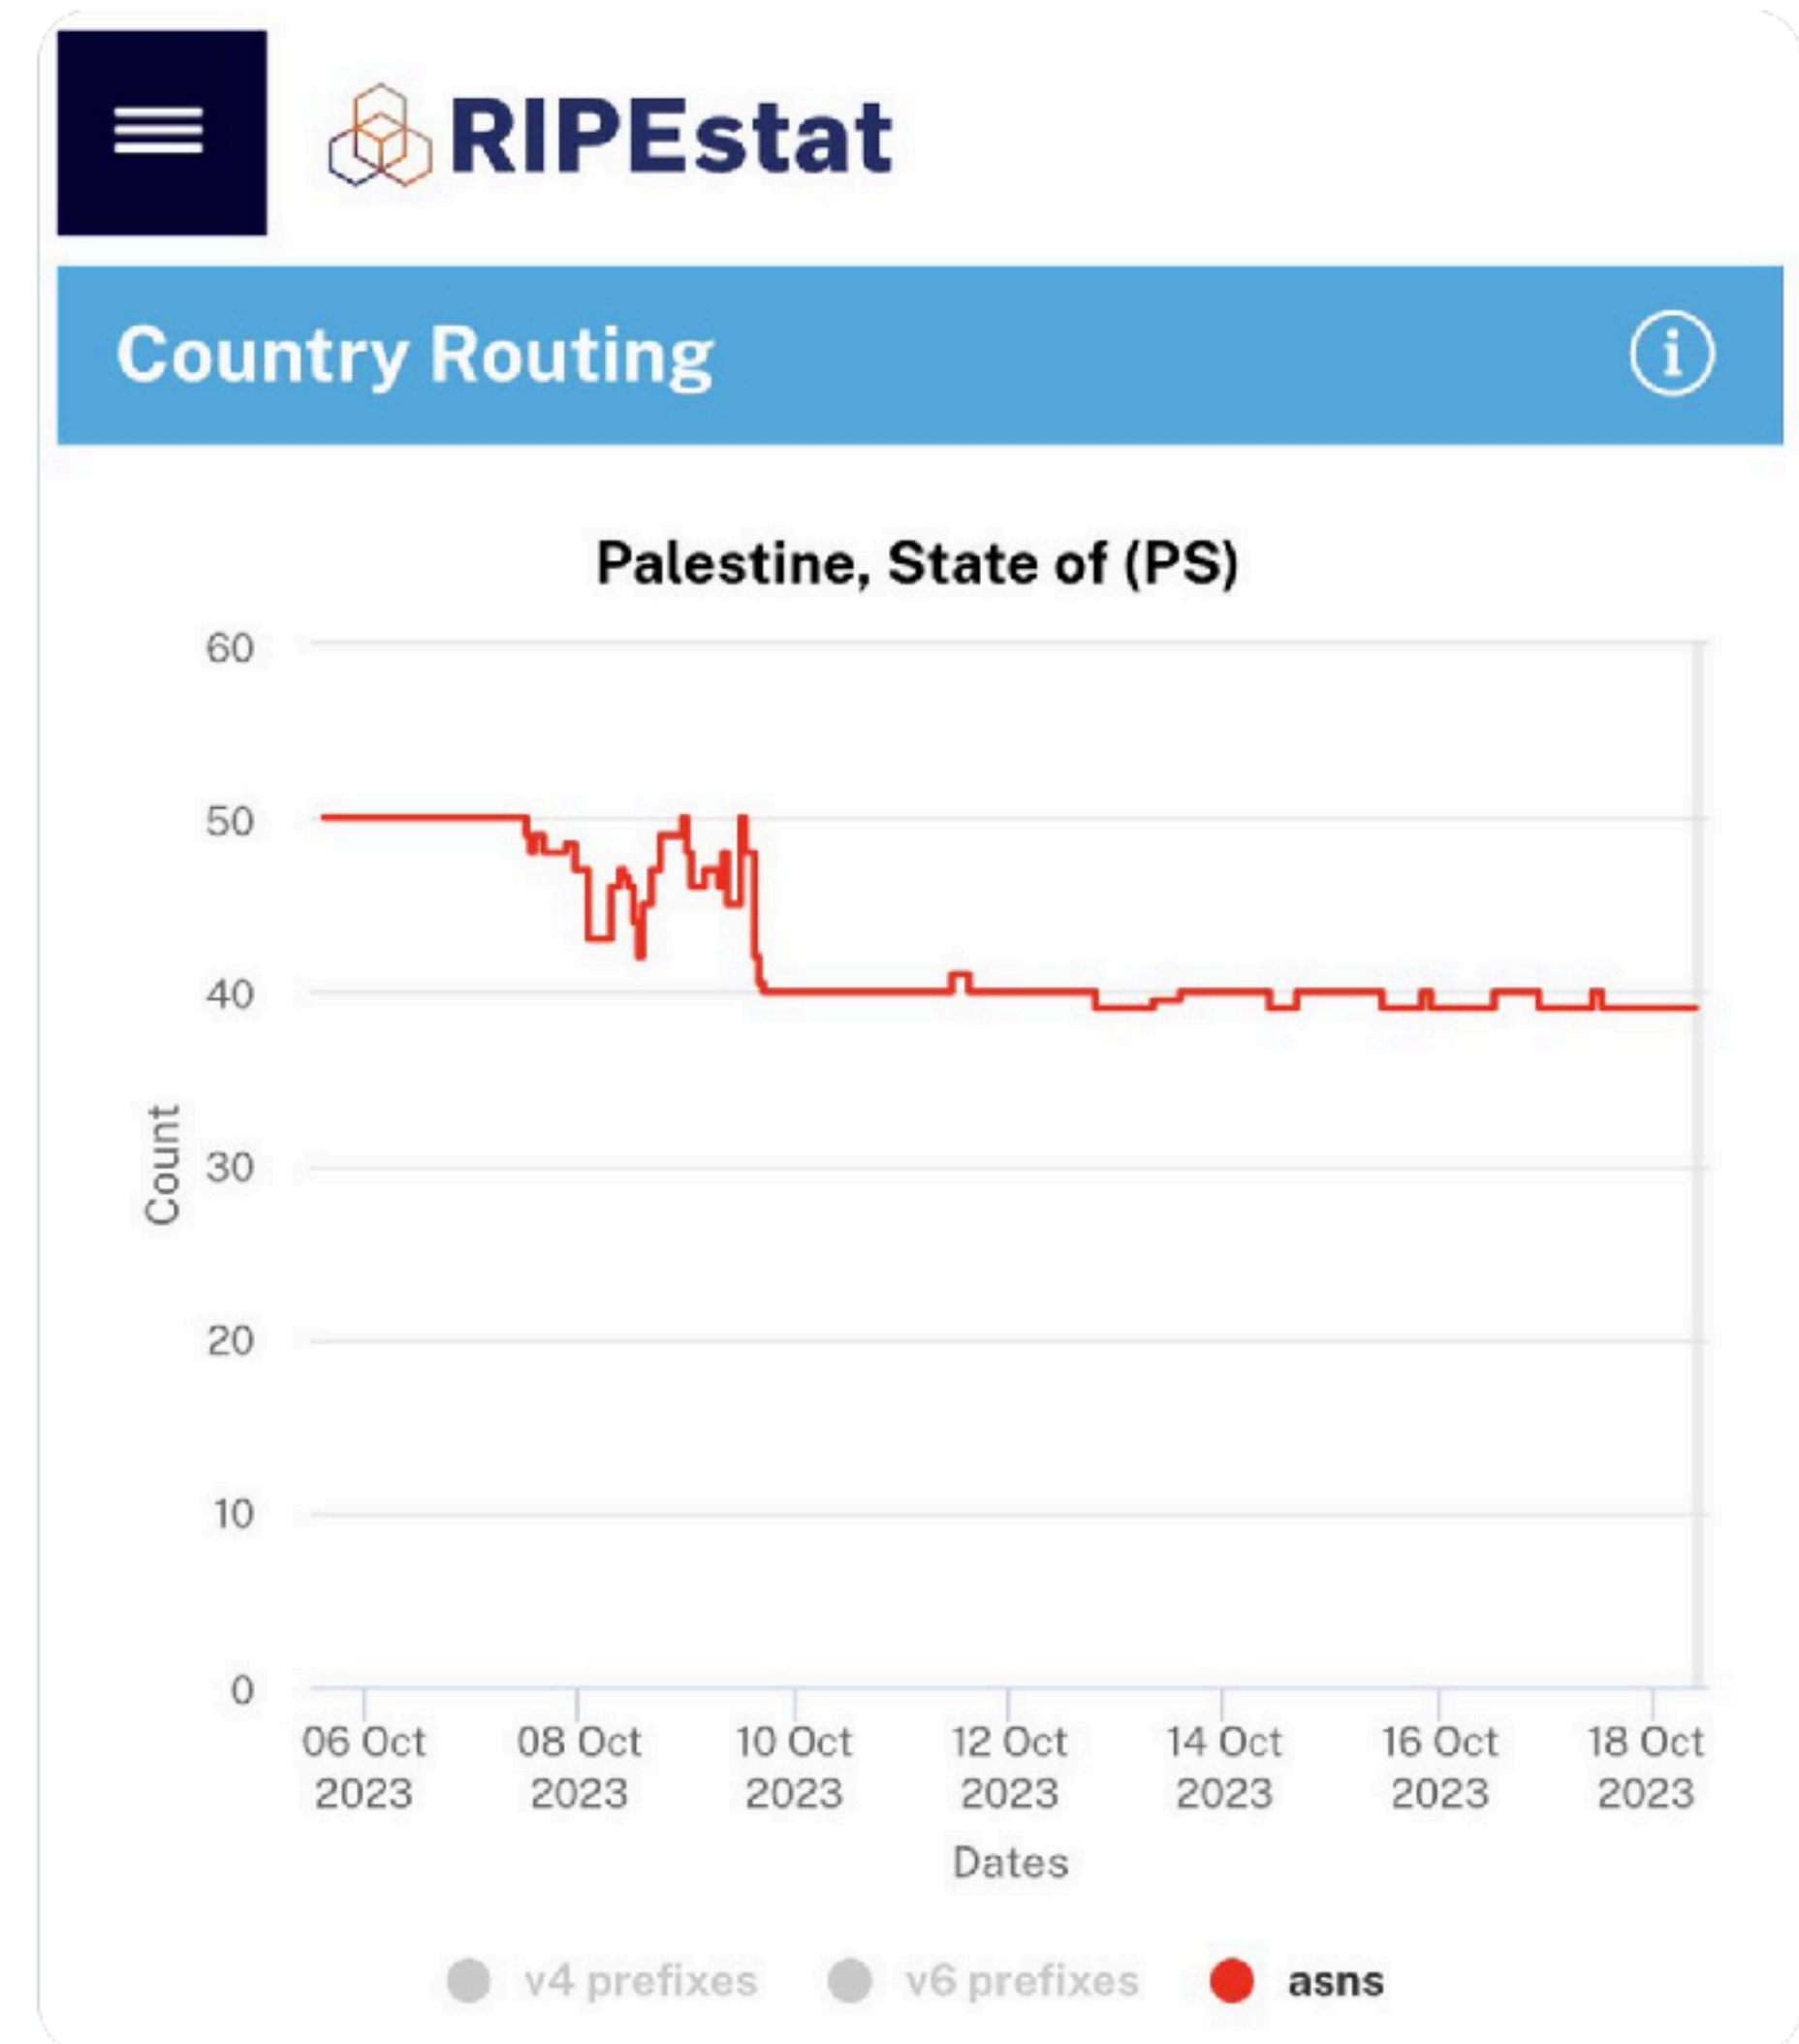 RIPEstat
Country Routing
i
Palestine, State of (PS)
60
50
40
30
20
10
0
Count
06 Oct 2023
08 Oct 2023
10 Oct 2023
12 Oct 2023
14 Oct 2023
16 Oct 2023
18 Oct 2023
Dates
v4 prefixes v6 prefixes asns